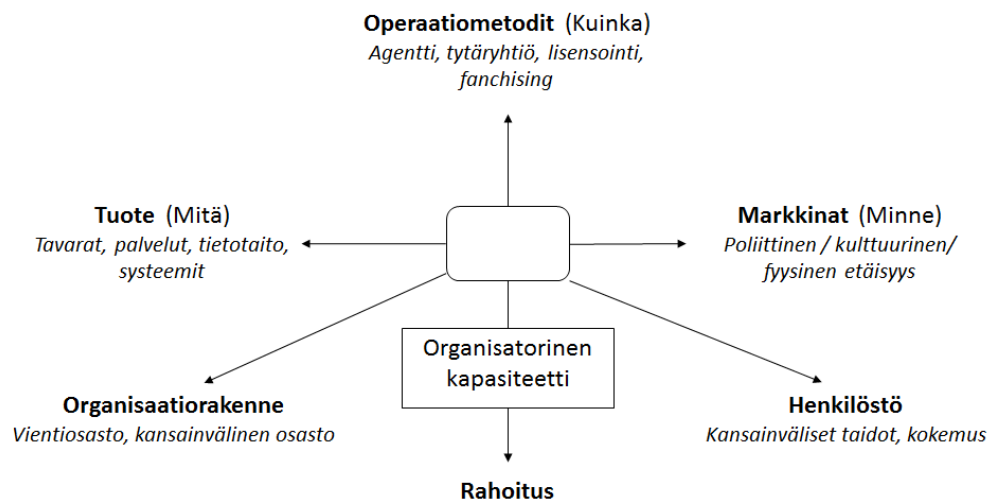 Operaatiometodit (Kuinka)
Agentti, tytäryhtiö, lisensointi,
fanchising
Tuote (Mitä)
Tavarat, palvelut, tietotaito,
systeemit
Markkinat (Minne)
Poliittinen / kulttuurinen/
fyysinen etäisyys
Organisatorinen
kapasiteetti
Organisaatiorakenne
Vientiosasto, kansainvälinen osasto
Henkilöstö
Kansainväliset taidot, kokemus
Rahoitus